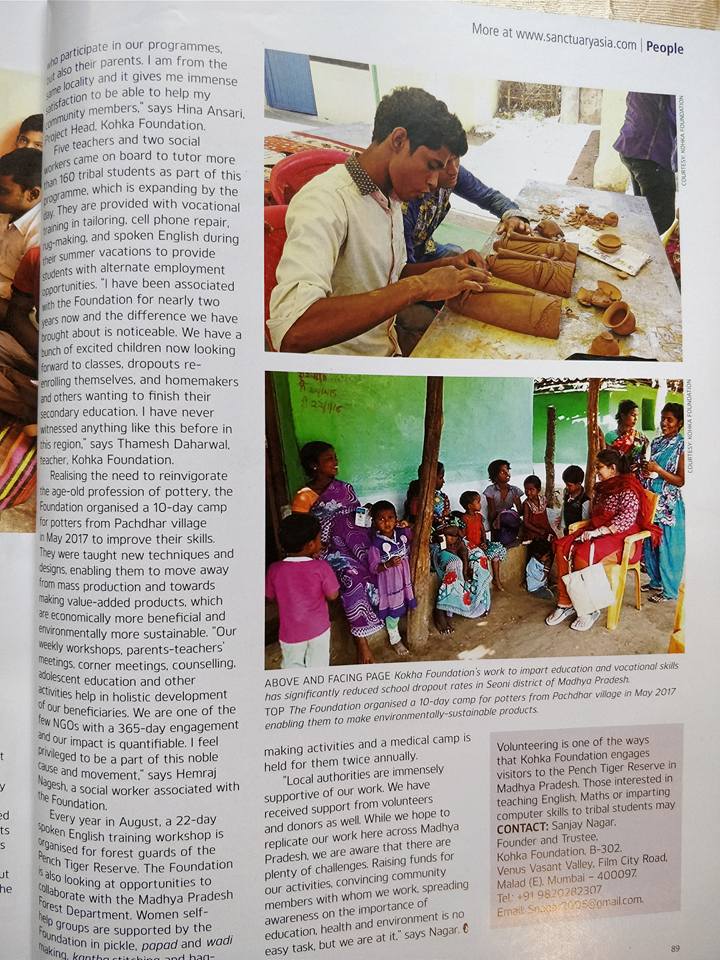 More at www.sanctuaryasia.com | People
who participate in our programmes,
but also their parents. I am from the
same locality and it gives me immense
satisfaction to be able to help my
community members," says Hina Ansari,
Project Head, Kohka Foundation.
Five teachers and two social
workers came on board to tutor more
than 160 tribal students as part of this
programme, which is expanding by the
day. They are provided with vocational
training in tailoring, cell phone repair,
rug-making, and spoken English during
their summer vacations to provide
students with alternate employment
opportunities. "I have been associated
with the Foundation for nearly two
years now and the difference we have
brought about is noticeable. We have a
bunch of excited children now looking
forward to classes, dropouts re-
enrolling themselves, and homemakers
and others wanting to finish their
secondary education. I have never
witnessed anything like this before in
this region," says Thamesh Daharwal,
teacher, Kohka Foundation.
Realising the need to reinvigorate
the age-old profession of pottery, the
Foundation organised a 10-day camp
for potters from Pachdhar village
in May 2017 to improve their skills.
They were taught new techniques and
designs, enabling them to move away
from mass production and towards
making value-added products, which
are economically more beneficial and
environmentally more sustainable. "Our
weekly workshops, parents-teachers'
meetings, corner meetings, counselling,
adolescent education and other
activities help in holistic development
of our beneficiaries. We are one of the
few NGOs with a 365-day engagement
and our impact is quantifiable. I feel
privileged to be a part of this noble
cause and movement," says Hemraj
Nagesh, a social worker associated with
the Foundation.
Every year in August, a 22-day
spoken English training workshop is
organised for forest guards of the
Pench Tiger Reserve. The Foundation
is also looking at opportunities to
collaborate with the Madhya Pradesh
Forest Department. Women self-
help groups are supported by the
Foundation in pickle, papad and wadi
making, kantha stitching and bag-
COURTESY: KOHKA FOUNDATION
COURTESY: KOHKA FOUNDATION
ABOVE AND FACING PAGE Kokha Foundation's work to impart education and vocational skills
has significantly reduced school dropout rates in Seoni district of Madhya Pradesh.
TOP The Foundation organised a 10-day camp for potters from Pachdhar village in May 2017
enabling them to make environmentally-sustainable products.
making activities and a medical camp is
held for them twice annually.
"Local authorities are immensely
supportive of our work. We have
received support from volunteers
and donors as well. While we hope to
replicate our work here across Madhya
Pradesh, we are aware that there are
plenty of challenges. Raising funds for
our activities, convincing community
members with whom we work, spreading
awareness on the importance of
education, health and environment is no
easy task, but we are at it," says Nagar.
Volunteering is one of the ways
that Kohka Foundation engages
visitors to the Pench Tiger Reserve in
Madhya Pradesh. Those interested in
teaching English, Maths or imparting
computer skills to tribal students may
CONTACT: Sanjay Nagar,
Founder and Trustee,
Kohka Foundation, B-302,
Venus Vasant Valley, Film City Road,
Malad (E), Mumbai – 400097.
Tel.: +91 9820282307
Email:
89